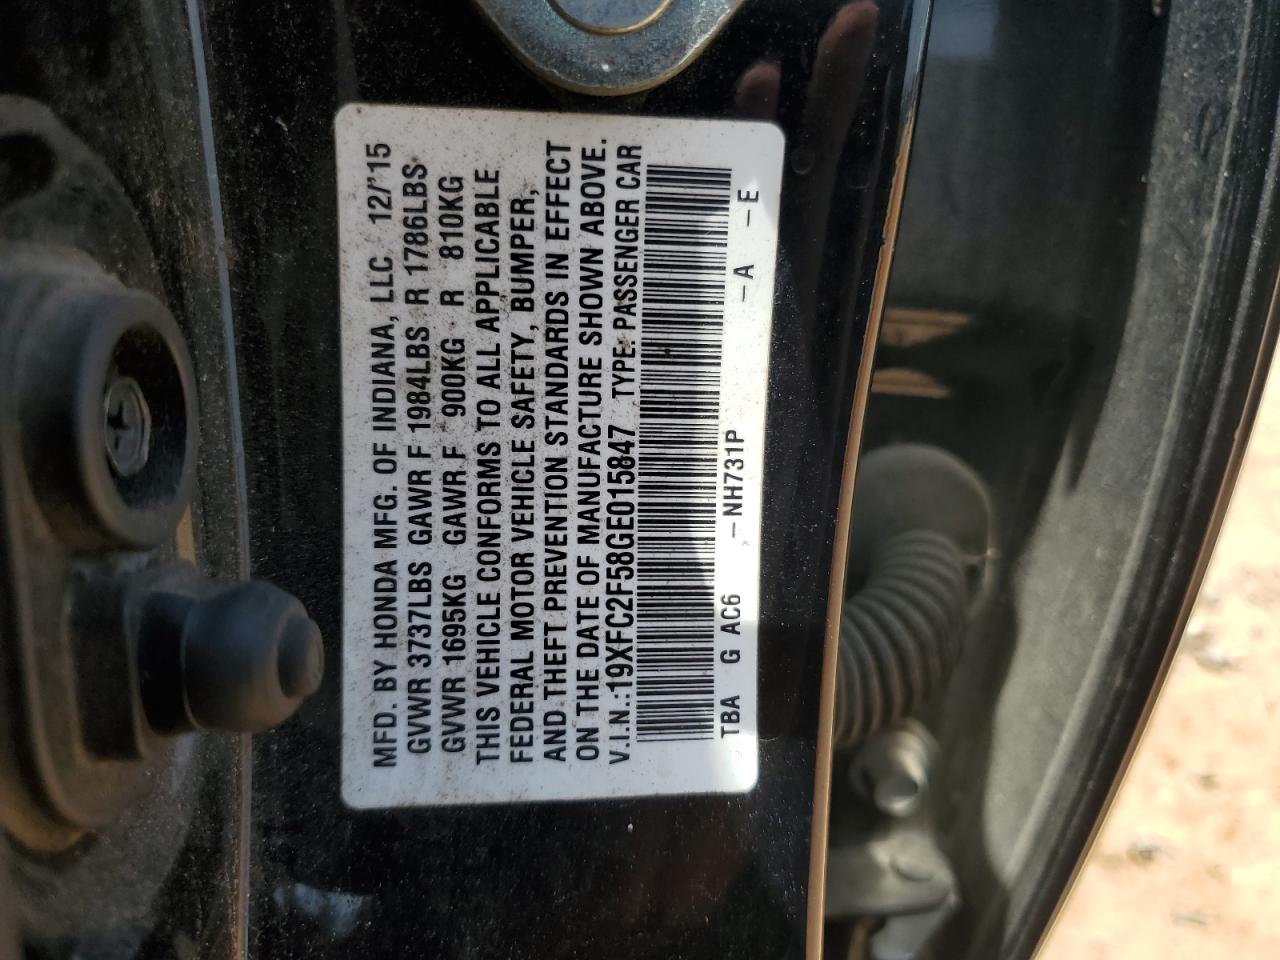 MFD. BY HONDA MFG. OF INDIANA, LLC 12/'15
GVWR 3737LBS GAWR F 1984LBS R 1786LBS
GVWR 1695KG GAWR F 900KG R 810KG
THIS VEHICLE CONFORMS TO ALL APPLICABLE
FEDERAL MOTOR VEHICLE SAFETY, BUMPER,
AND THEFT PREVENTION STANDARDS IN EFFECT
ON THE DATE OF MANUFACTURE SHOWN ABOVE.
V.I.N.:19XFC2F58GE015847 TYPE: PASSENGER CAR
TBA G AC6 –NH731P –A –E